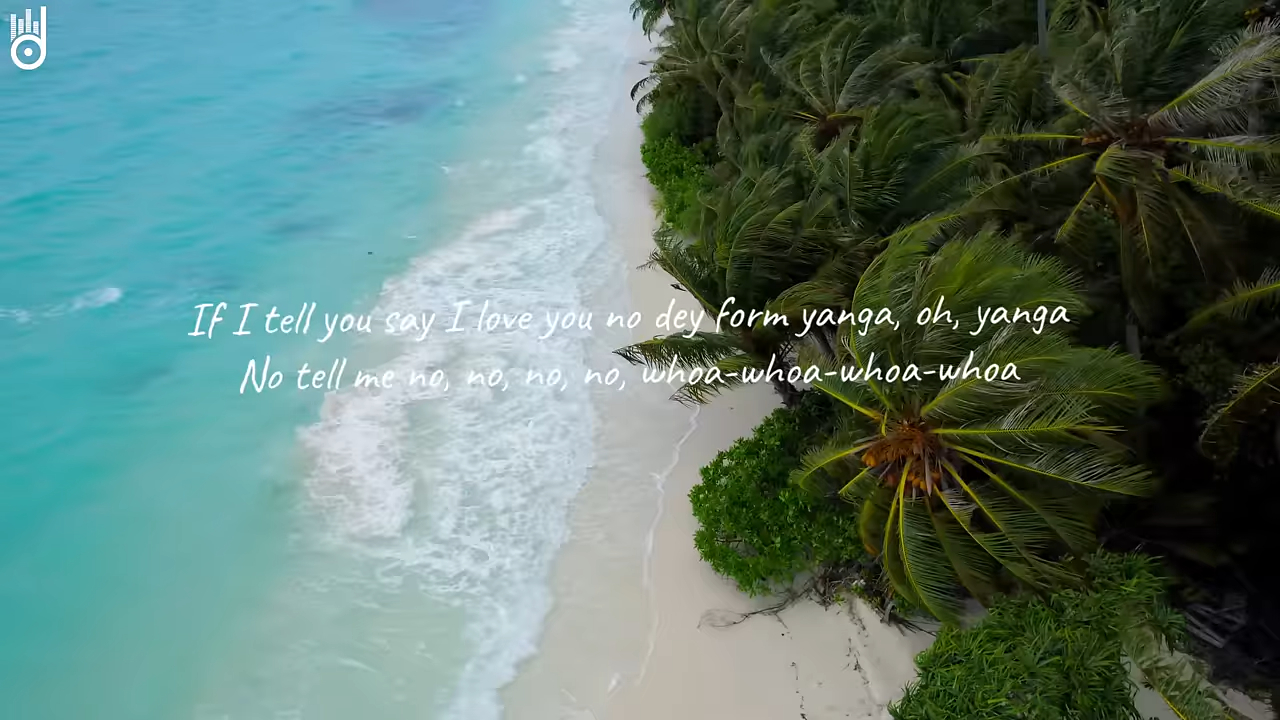 If I tell you say I love you no dey form yanga, oh, yanga
No tell me no, no, no, no, whoa-whoa-whoa-whoa